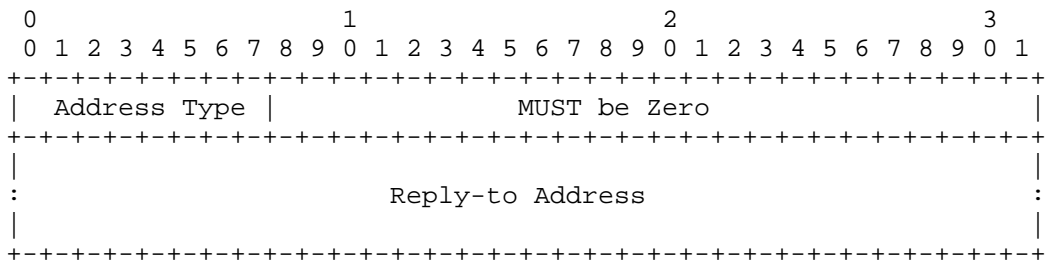 0                   1                   2                   3
 0 1 2 3 4 5 6 7 8 9 0 1 2 3 4 5 6 7 8 9 0 1 2 3 4 5 6 7 8 9 0 1
+-+-+-+-+-+-+-+-+-+-+-+-+-+-+-+-+-+-+-+-+-+-+-+-+-+-+-+-+-+-+-+-+
|  Address Type |               MUST be Zero                    |
+-+-+-+-+-+-+-+-+-+-+-+-+-+-+-+-+-+-+-+-+-+-+-+-+-+-+-+-+-+-+-+-+
|                                                               |
:                       Reply-to Address                        :
|                                                               |
+-+-+-+-+-+-+-+-+-+-+-+-+-+-+-+-+-+-+-+-+-+-+-+-+-+-+-+-+-+-+-+-+